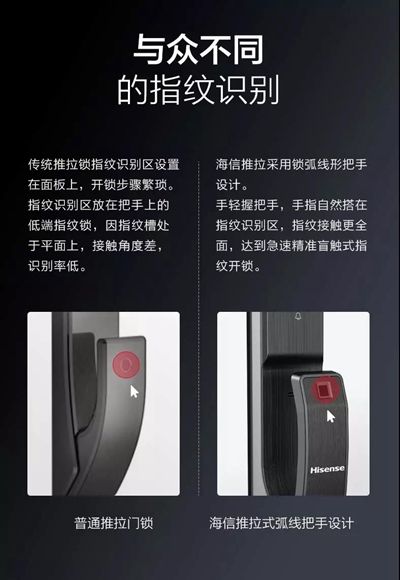 与众不同
的指纹识别
传统推拉锁指纹识别区设置
在面板上，开锁步骤繁琐。
指纹识别区放在把手上的
低端指纹锁，因指纹槽处
于平面上，接触角度差，
识别率低。
海信推拉采用锁弧线形把手
设计。
手轻握把手，手指自然搭在
指纹识别区，指纹接触更全
面，达到急速精准盲触式指
纹开锁。
Hisense
普通推拉门锁
海信推拉式弧线把手设计